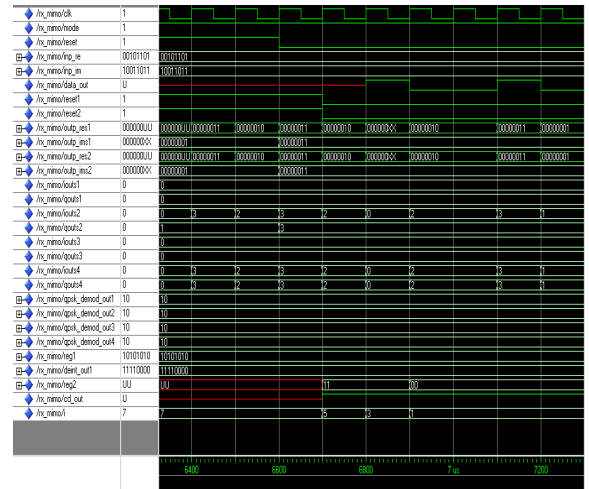 /rx_mimo/clk 1
/rx_mimo/mode 1
/rx_mimo/reset 1
/rx_mimo/inp_re 00101101 00101101
/rx_mimo/inp_im 10011011 10011011
/rx_mimo/data_out U
/rx_mimo/reset1 1
/rx_mimo/reset2 1
/rx_mimo/outp_res1 000000UU 000000UU 00000011 00000010 00000011 00000010 000000XX 00000010 00000011 00000001
/rx_mimo/outp_ims1 000000XX 00000001 00000011
/rx_mimo/outp_res2 000000UU 000000UU 00000011 00000010 00000011 00000010 000000XX 00000010 00000011 00000001
/rx_mimo/outp_ims2 000000XX 00000001 00000011
/rx_mimo/iouts1 0 0
/rx_mimo/qouts1 0 0
/rx_mimo/iouts2 0 0 3 2 3 2 0 2 3 1
/rx_mimo/qouts2 0 1 3
/rx_mimo/iouts3 0 0
/rx_mimo/qouts3 0 0
/rx_mimo/iouts4 0 0 3 2 3 2 0 2 3 1
/rx_mimo/qouts4 0 0 3 2 3 2 0 2 3 1
/rx_mimo/qpsk_demod_out1 10 10
/rx_mimo/qpsk_demod_out2 10 10
/rx_mimo/qpsk_demod_out3 10 10
/rx_mimo/qpsk_demod_out4 10 10
/rx_mimo/reg1 10101010 10101010
/rx_mimo/deint_out1 11110000 11110000
/rx_mimo/reg2 UU UU 11 00
/rx_mimo/cd_out U
/rx_mimo/i 7 7 5 3 1
6400 6600 6800 7 us 7200